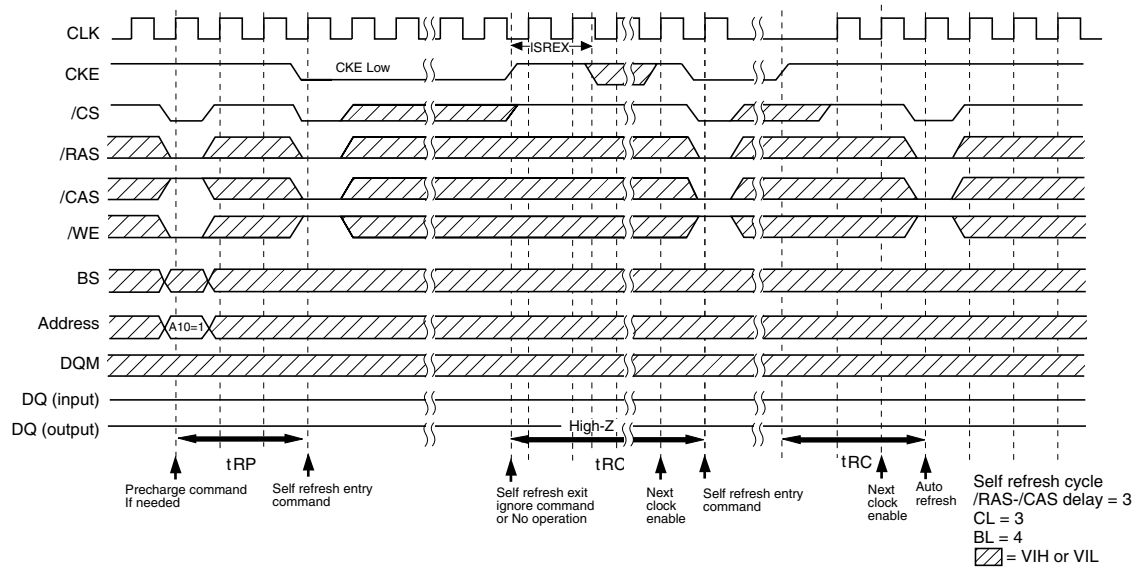 CLK
lSREX
CKE
CKE Low
/CS
/RAS
/CAS
/WE
BS
Address
A10=1
DQM
DQ (input)
DQ (output)
High-Z
tRP
tRC
tRC
Precharge command
If needed
Self refresh entry
command
Self refresh exit
ignore command
or No operation
Next
clock
enable
Self refresh entry
command
Next
clock
enable
Auto
refresh
Self refresh cycle
/RAS-/CAS delay = 3
CL = 3
BL = 4
= VIH or VIL